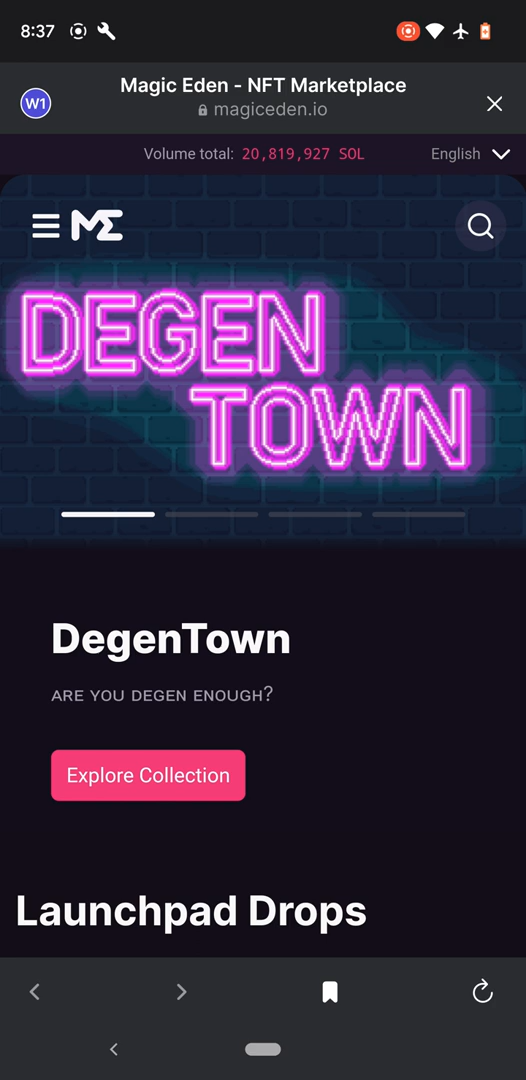 8:37
Magic Eden - NFT Marketplace
W1
magiceden.io
Volume total: 20,819,927 SOL English
ME
DEGEN
TOWN
DegenTown
ARE YOU DEGEN ENOUGH?
Explore Collection
Launchpad Drops